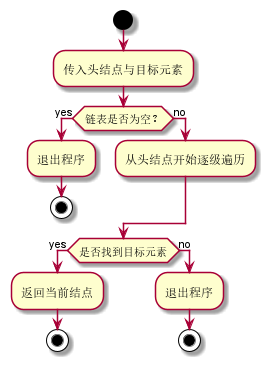 传入头结点与目标元素
yes
链表是否为空？
no
退出程序
从头结点开始逐级遍历
yes
是否找到目标元素
no
返回当前结点
退出程序